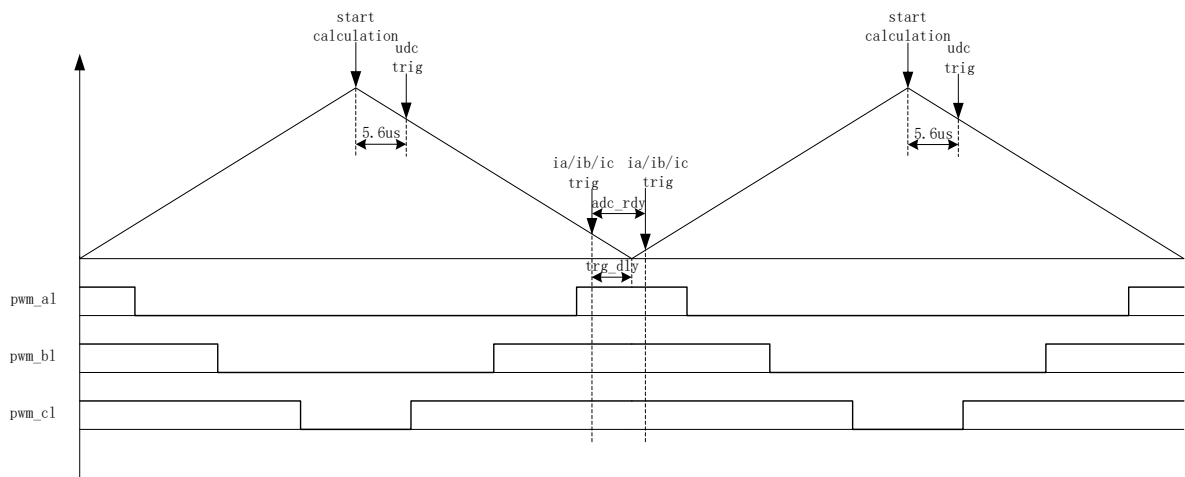 start
calculation
udc
trig
5.6us
start
calculation
udc
trig
5.6us
ia/ib/ic
trig
ia/ib/ic
trig
adc_rdy
trg_dly
pwm_al
pwm_bl
pwm_cl